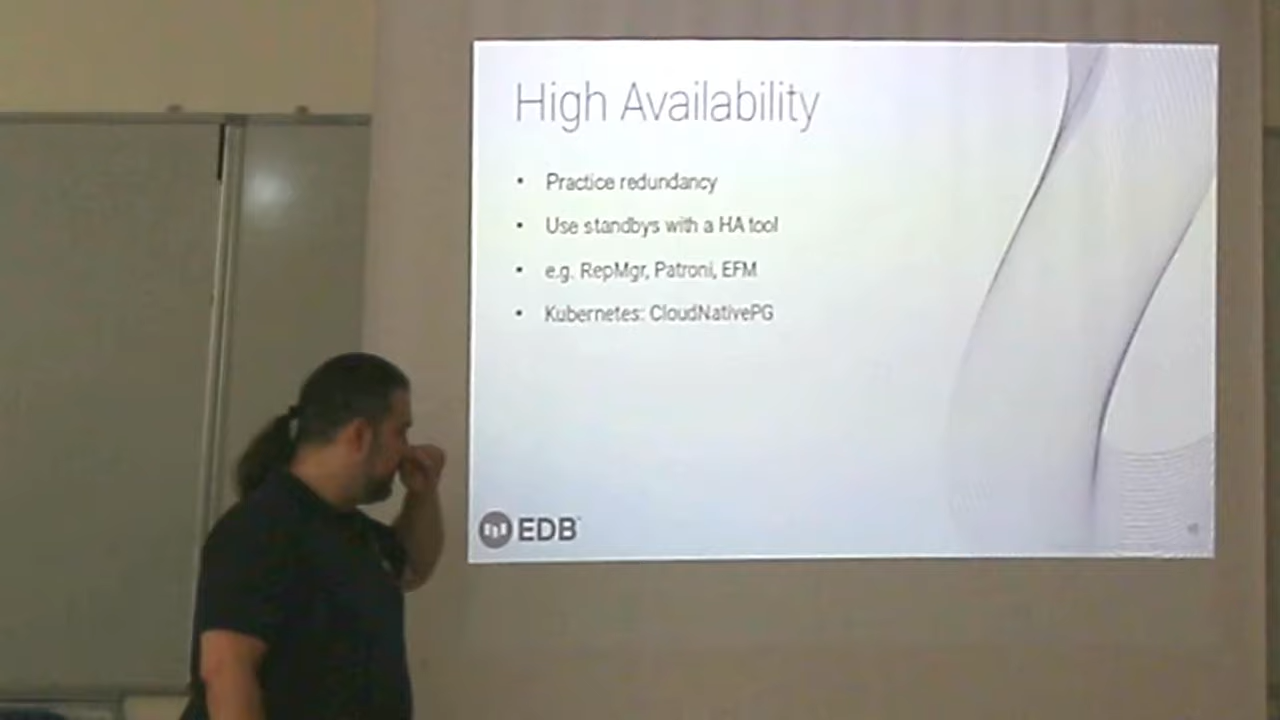 High Availability
• Practice redundancy
• Use standbys with a HA tool
• e.g. RepMgr, Patroni, EFM
• Kubernetes: CloudNativePG
EDB